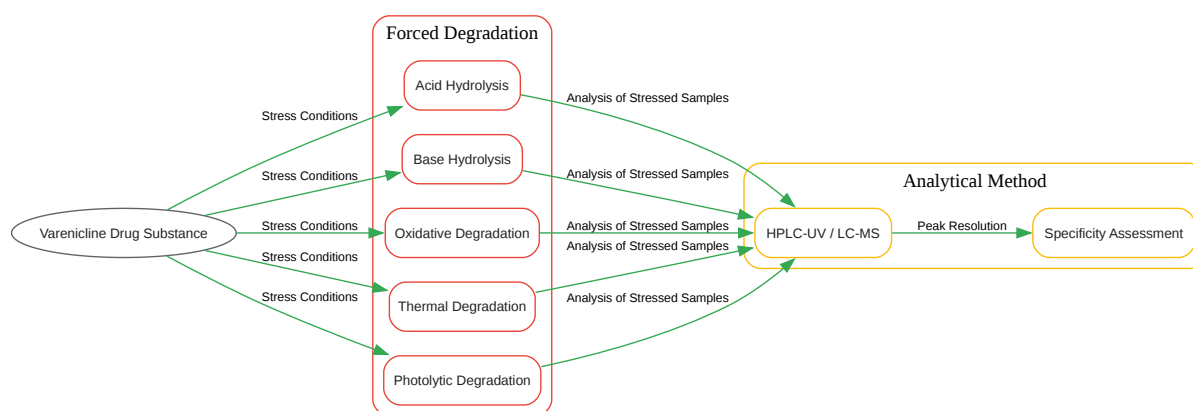 Forced Degradation
Acid Hydrolysis
Analysis of Stressed Samples
Stress Conditions
Base Hydrolysis
Stress Conditions
Analysis of Stressed Samples
Analytical Method
Varenicline Drug Substance
Stress Conditions
Oxidative Degradation
Analysis of Stressed Samples
HPLC-UV / LC-MS
Peak Resolution
Specificity Assessment
Analysis of Stressed Samples
Stress Conditions
Thermal Degradation
Stress Conditions
Analysis of Stressed Samples
Photolytic Degradation